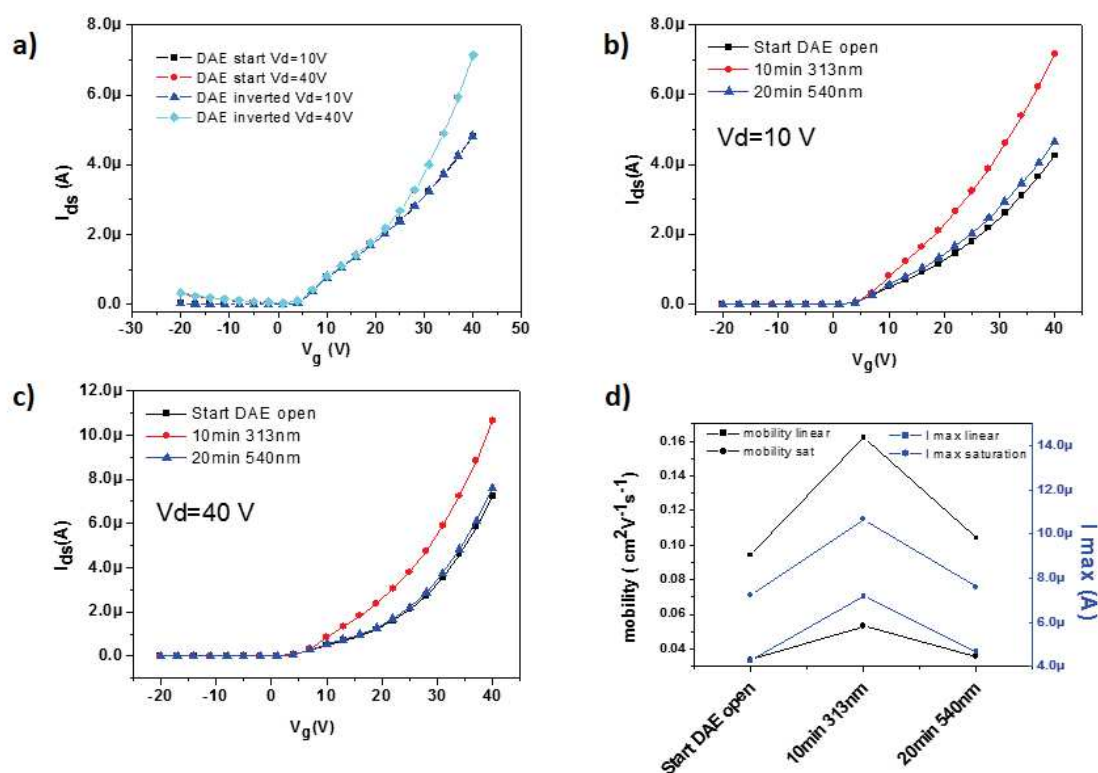 a)
8.0µ
6.0µ
4.0µ
2.0µ
0.0
I_ds (A)
DAE start Vd=10V
DAE start Vd=40V
DAE inverted Vd=10V
DAE inverted Vd=40V
-30 -20 -10 0 10 20 30 40 50
V_g (V)
b)
8.0µ
6.0µ
4.0µ
2.0µ
0.0
I_ds(A)
Start DAE open
10min 313nm
20min 540nm
Vd=10 V
-20 -10 0 10 20 30 40
V_g(V)
c)
12.0µ
10.0µ
8.0µ
6.0µ
4.0µ
2.0µ
0.0
I_ds(A)
Start DAE open
10min 313nm
20min 540nm
Vd=40 V
-20 -10 0 10 20 30 40
V_g(V)
d)
0.16
0.14
0.12
0.10
0.08
0.06
0.04
mobility ( cm²V⁻¹s⁻¹)
mobility linear
mobility sat
I max linear
I max saturation
14.0µ
12.0µ
10.0µ
8.0µ
6.0µ
4.0µ
I max (A)
Start DAE open
10min 313nm
20min 540nm